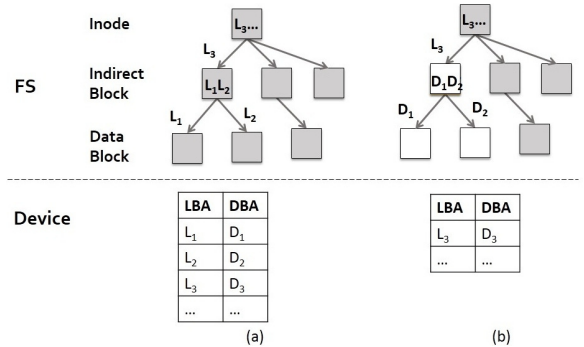 Inode
L3...
L3...
L3
L3
FS
Indirect
Block
L1L2
D1D2
L1
L2
D1
D2
Data
Block
Device
LBA DBA
L1 D1
L2 D2
L3 D3
... ...
LBA DBA
L3 D3
... ...
(a)
(b)